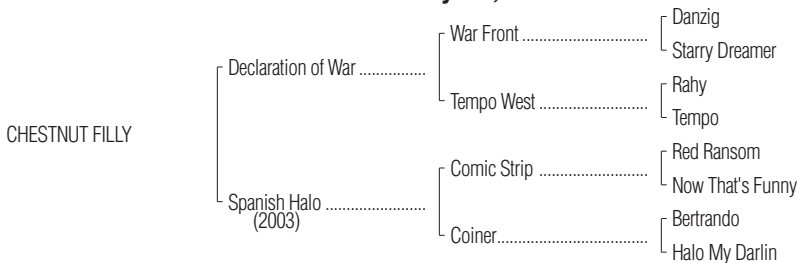 Danzig
War Front ................................
Starry Dreamer
Declaration of War ................
Rahy
Tempo West ...........................
Tempo
CHESTNUT FILLY
Red Ransom
Comic Strip ...........................
Now That's Funny
Spanish Halo ........................
(2003)
Bertrando
Coiner.....................................
Halo My Darlin